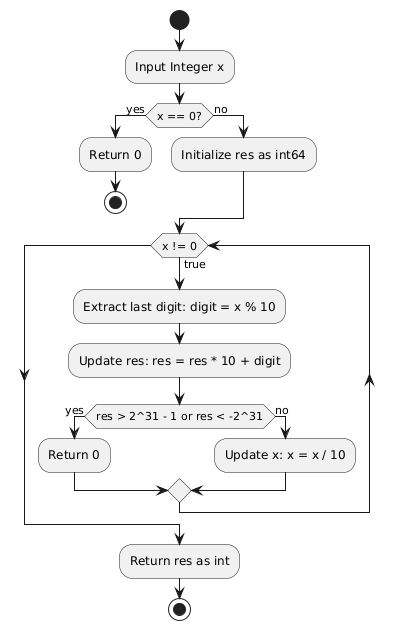 Input Integer x
yes
x == 0?
no
Return 0
Initialize res as int64
x != 0
true
Extract last digit: digit = x % 10
Update res: res = res * 10 + digit
yes
res > 2^31 - 1 or res < -2^31
no
Return 0
Update x: x = x / 10
Return res as int